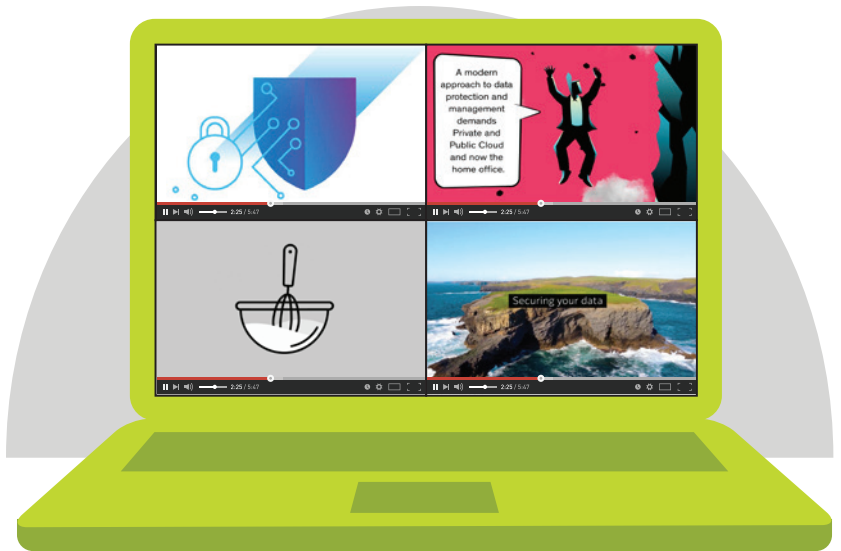 A modern
approach to data
protection and
management
demands
Private and
Public Cloud
and now the
home office.
2:25 / 5:47
2:25 / 5:47
Securing your data
2:25 / 5:47
2:25 / 5:47